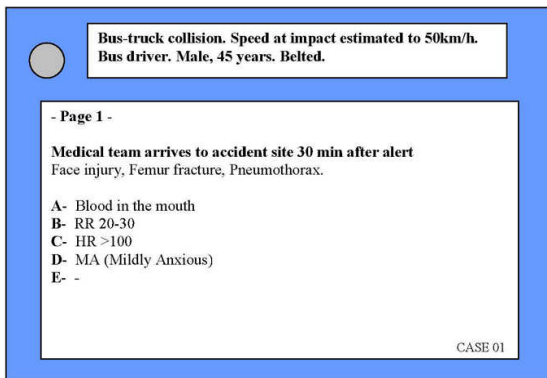 Bus-truck collision. Speed at impact estimated to 50km/h.
Bus driver. Male, 45 years. Belted.
- Page 1 -
Medical team arrives to accident site 30 min after alert
Face injury, Femur fracture, Pneumothorax.
A- Blood in the mouth
B- RR 20-30
C- HR >100
D- MA (Mildly Anxious)
E- -
CASE 01